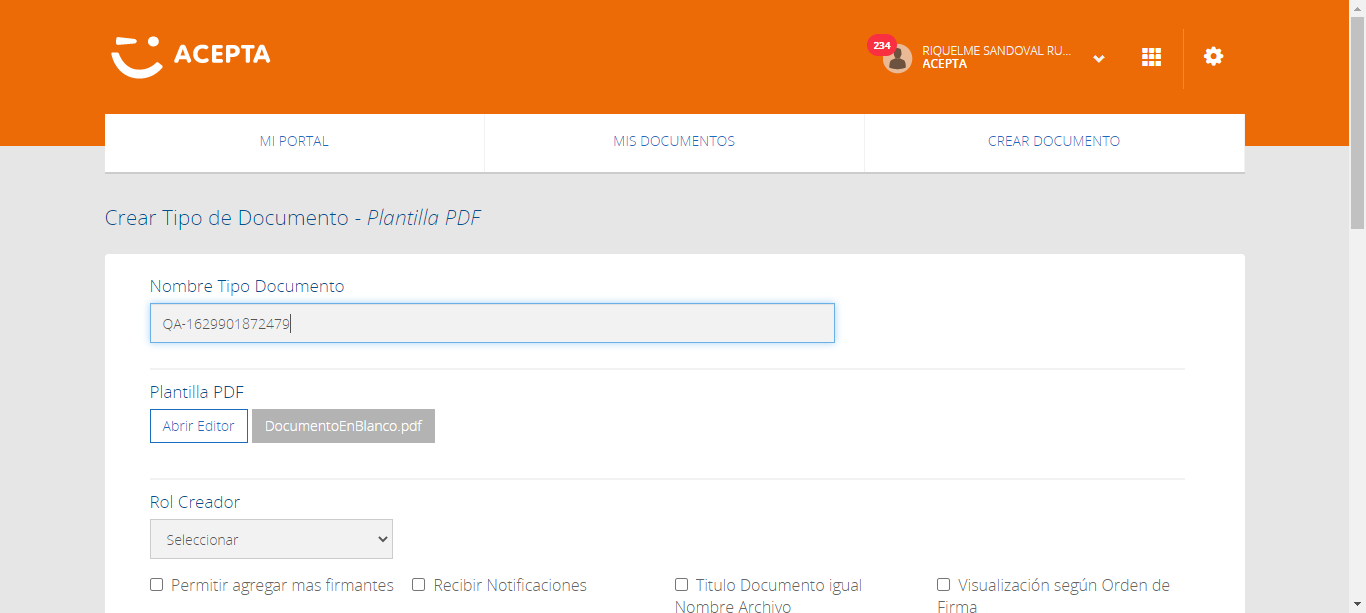 ACEPTA
234
RIQUELME SANDOVAL RU...
ACEPTA
MI PORTAL
MIS DOCUMENTOS
CREAR DOCUMENTO
Crear Tipo de Documento - Plantilla PDF
Nombre Tipo Documento
QA-1629901872479
Plantilla PDF
Abrir Editor
DocumentoEnBlanco.pdf
Rol Creador
Seleccionar
Permitir agregar mas firmantes
Recibir Notificaciones
Titulo Documento igual
Nombre Archivo
Visualización según Orden de
Firma